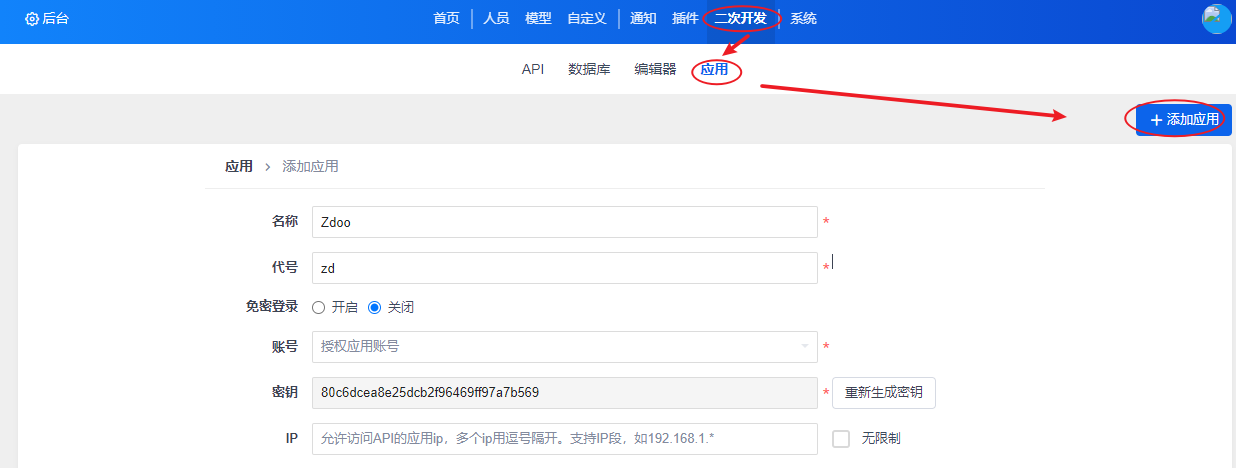 后台 首页 人员 模型 自定义 通知 插件 二次开发 系统
API 数据库 编辑器 应用
+ 添加应用
应用 > 添加应用
名称 Zdoo *
代号 zd *
免密登录 开启 关闭
账号 授权应用账号 *
密钥 80c6dcea8e25dcb2f96469ff97a7b569 * 重新生成密钥
IP 允许访问API的应用ip，多个ip用逗号隔开。支持IP段，如192.168.1.* 无限制